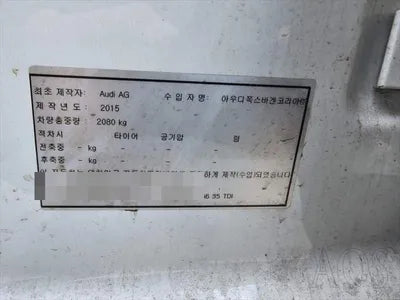 최초 제작자: Audi AG 수 입 자 명: 아우디폭스바겐코리아㈜
제 작 년 도 : 2015
차량총중량 : 2080 kg
적차시 타이어 공기압 림
전축중 - kg - -
후축중 - kg - -
하게 제작(수입)되었습니다
A6 35 TDI